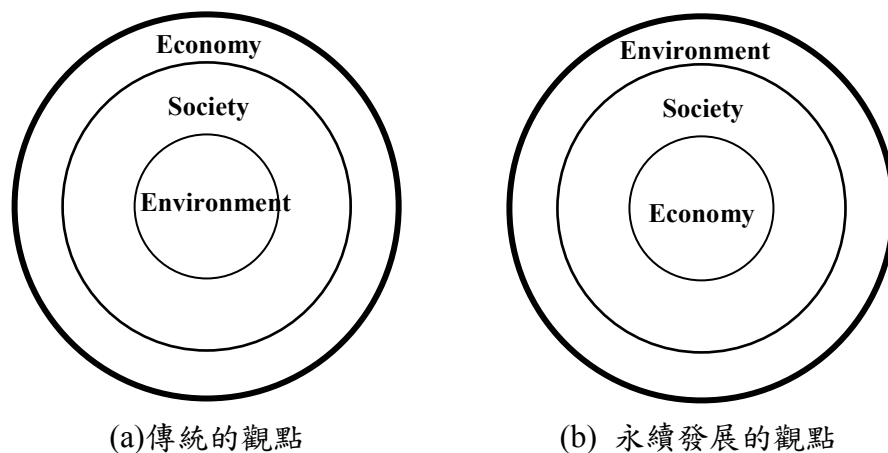 Economy
Society
Environment
(a)傳統的觀點
Environment
Society
Economy
(b) 永續發展的觀點